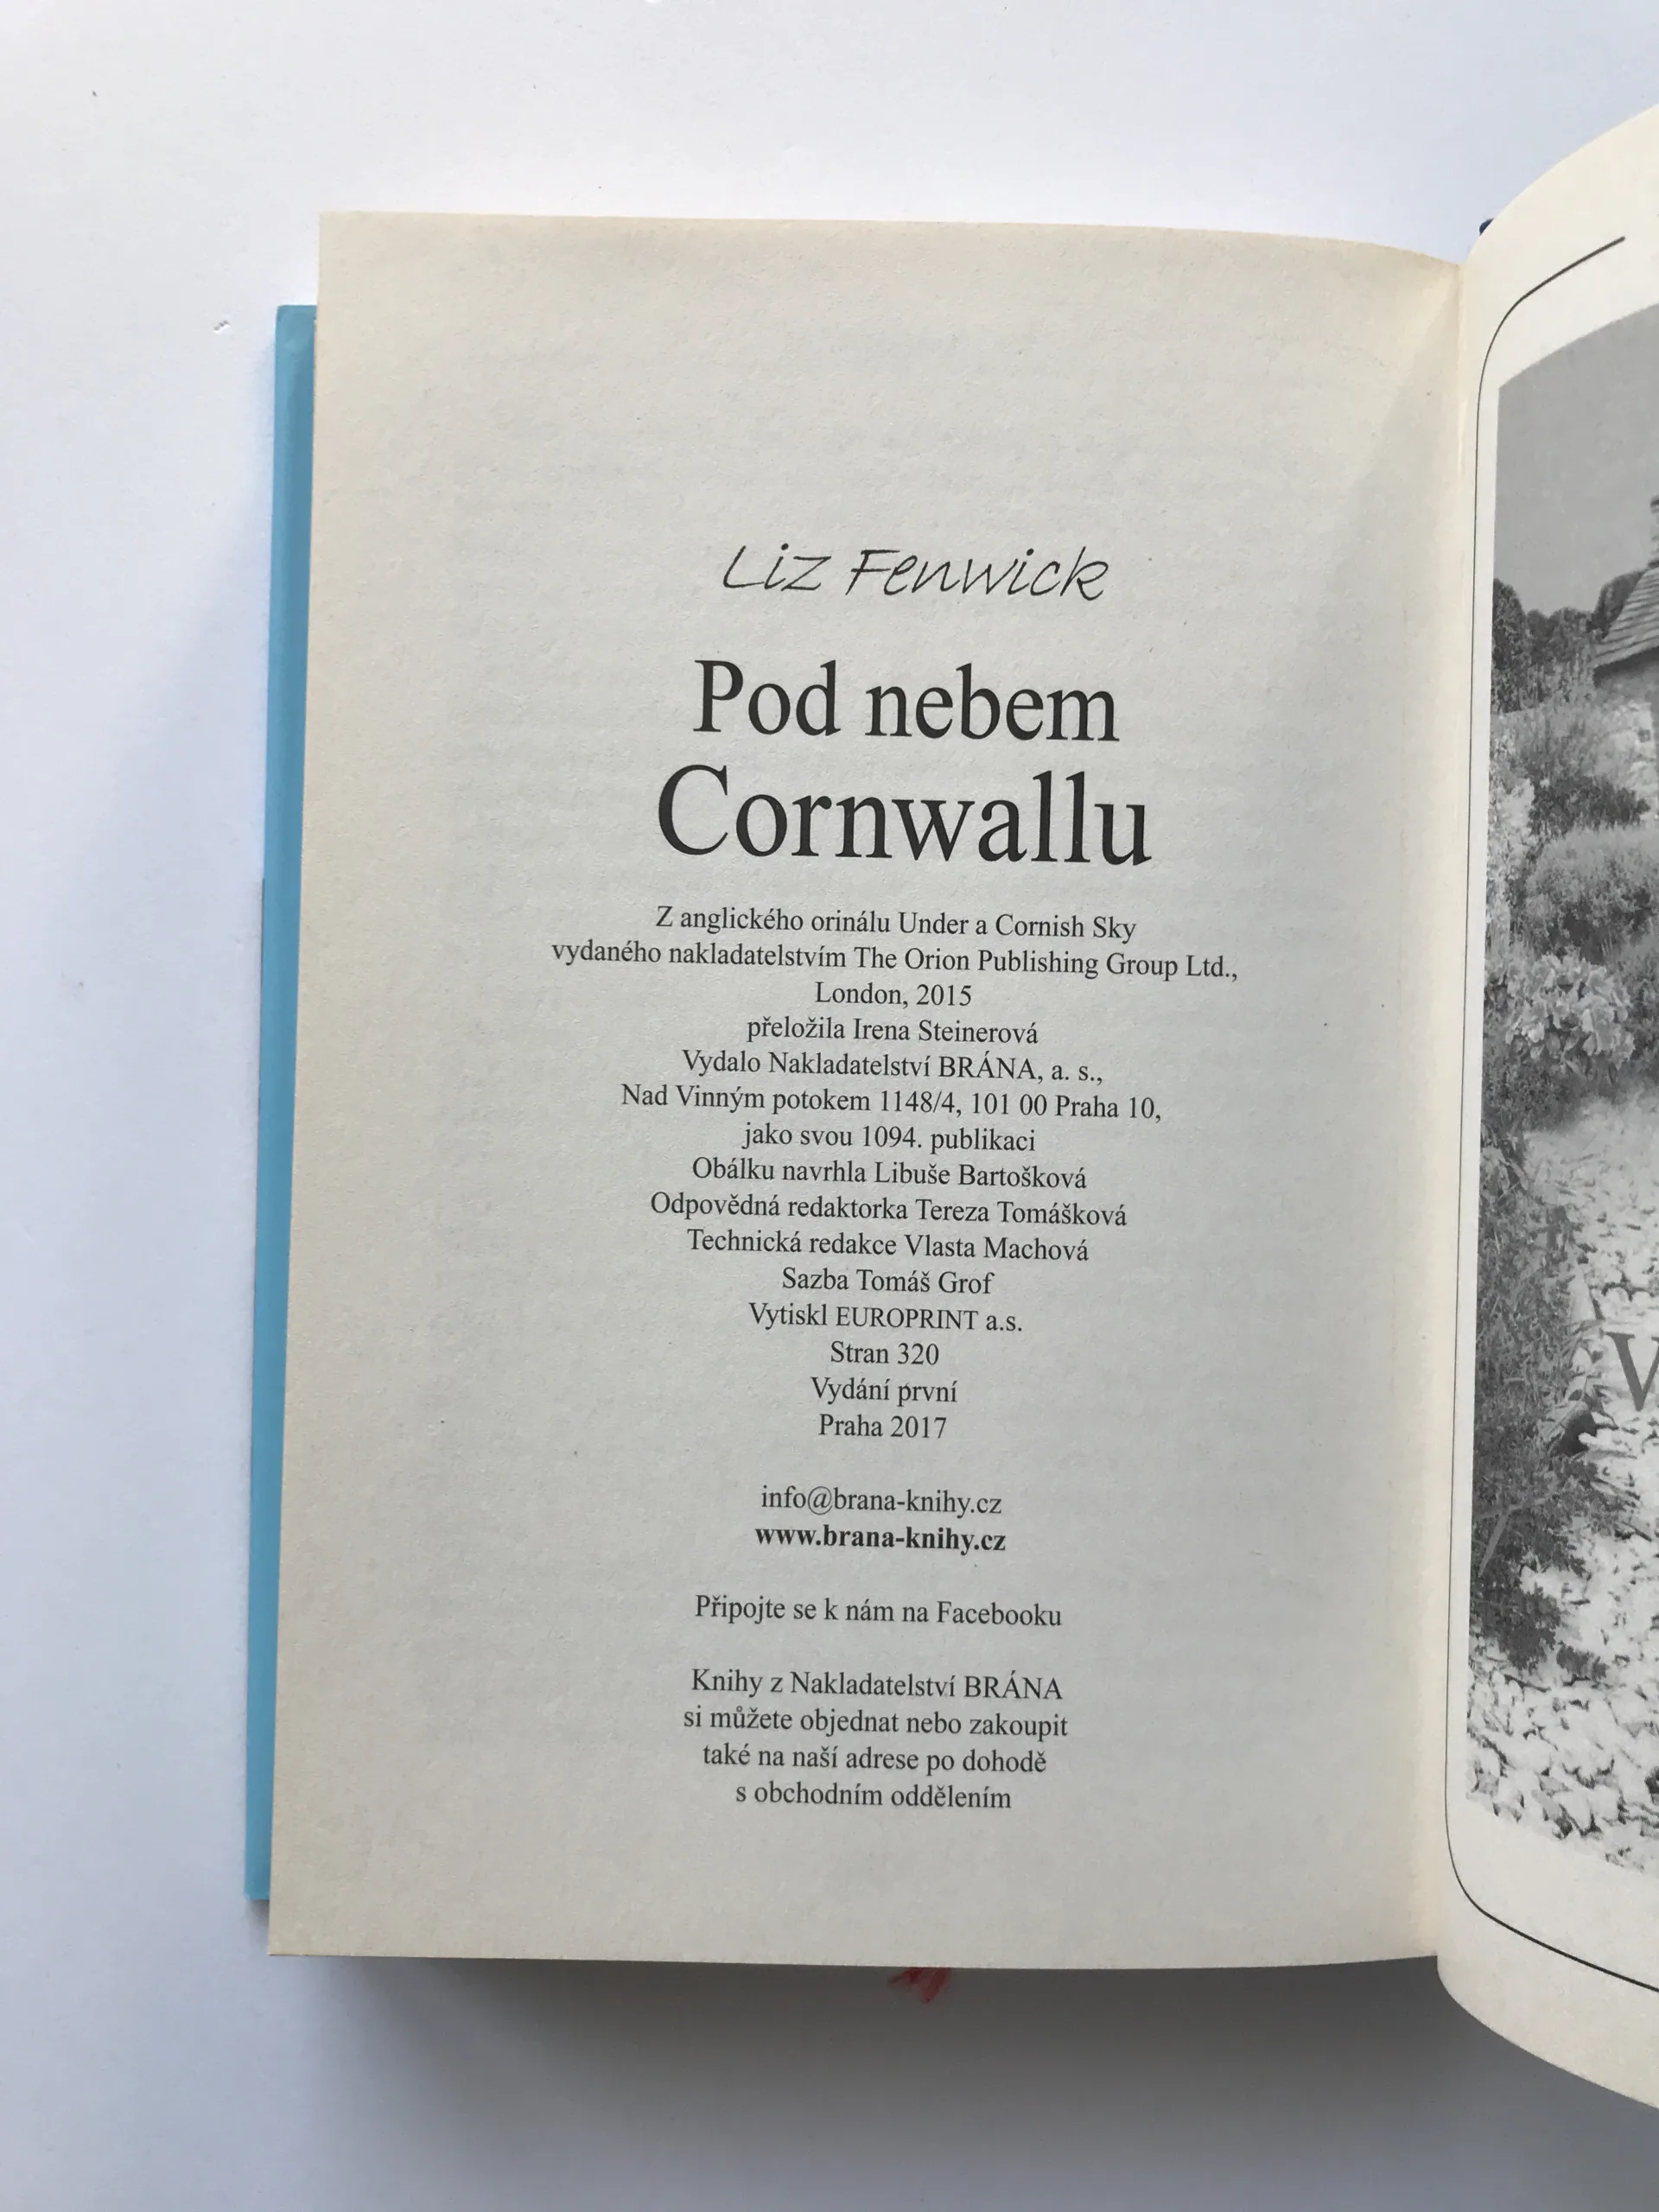 Liz Fenwick
Pod nebem
Cornwallu
Z anglického orinálu Under a Cornish Sky
vydaného nakladatelstvím The Orion Publishing Group Ltd.,
London, 2015
přeložila Irena Steinerová
Vydalo Nakladatelství BRÁNA, a. s.,
Nad Vinným potokem 1148/4, 101 00 Praha 10,
jako svou 1094. publikaci
Obálku navrhla Libuše Bartošková
Odpovědná redaktorka Tereza Tomášková
Technická redakce Vlasta Machová
Sazba Tomáš Grof
Vytiskl EUROPRINT a.s.
Stran 320
Vydání první
Praha 2017
info@brana-knihy.cz
www.brana-knihy.cz
Připojte se k nám na Facebooku
Knihy z Nakladatelství BRÁNA
si můžete objednat nebo zakoupit
také na naší adrese po dohodě
s obchodním oddělením